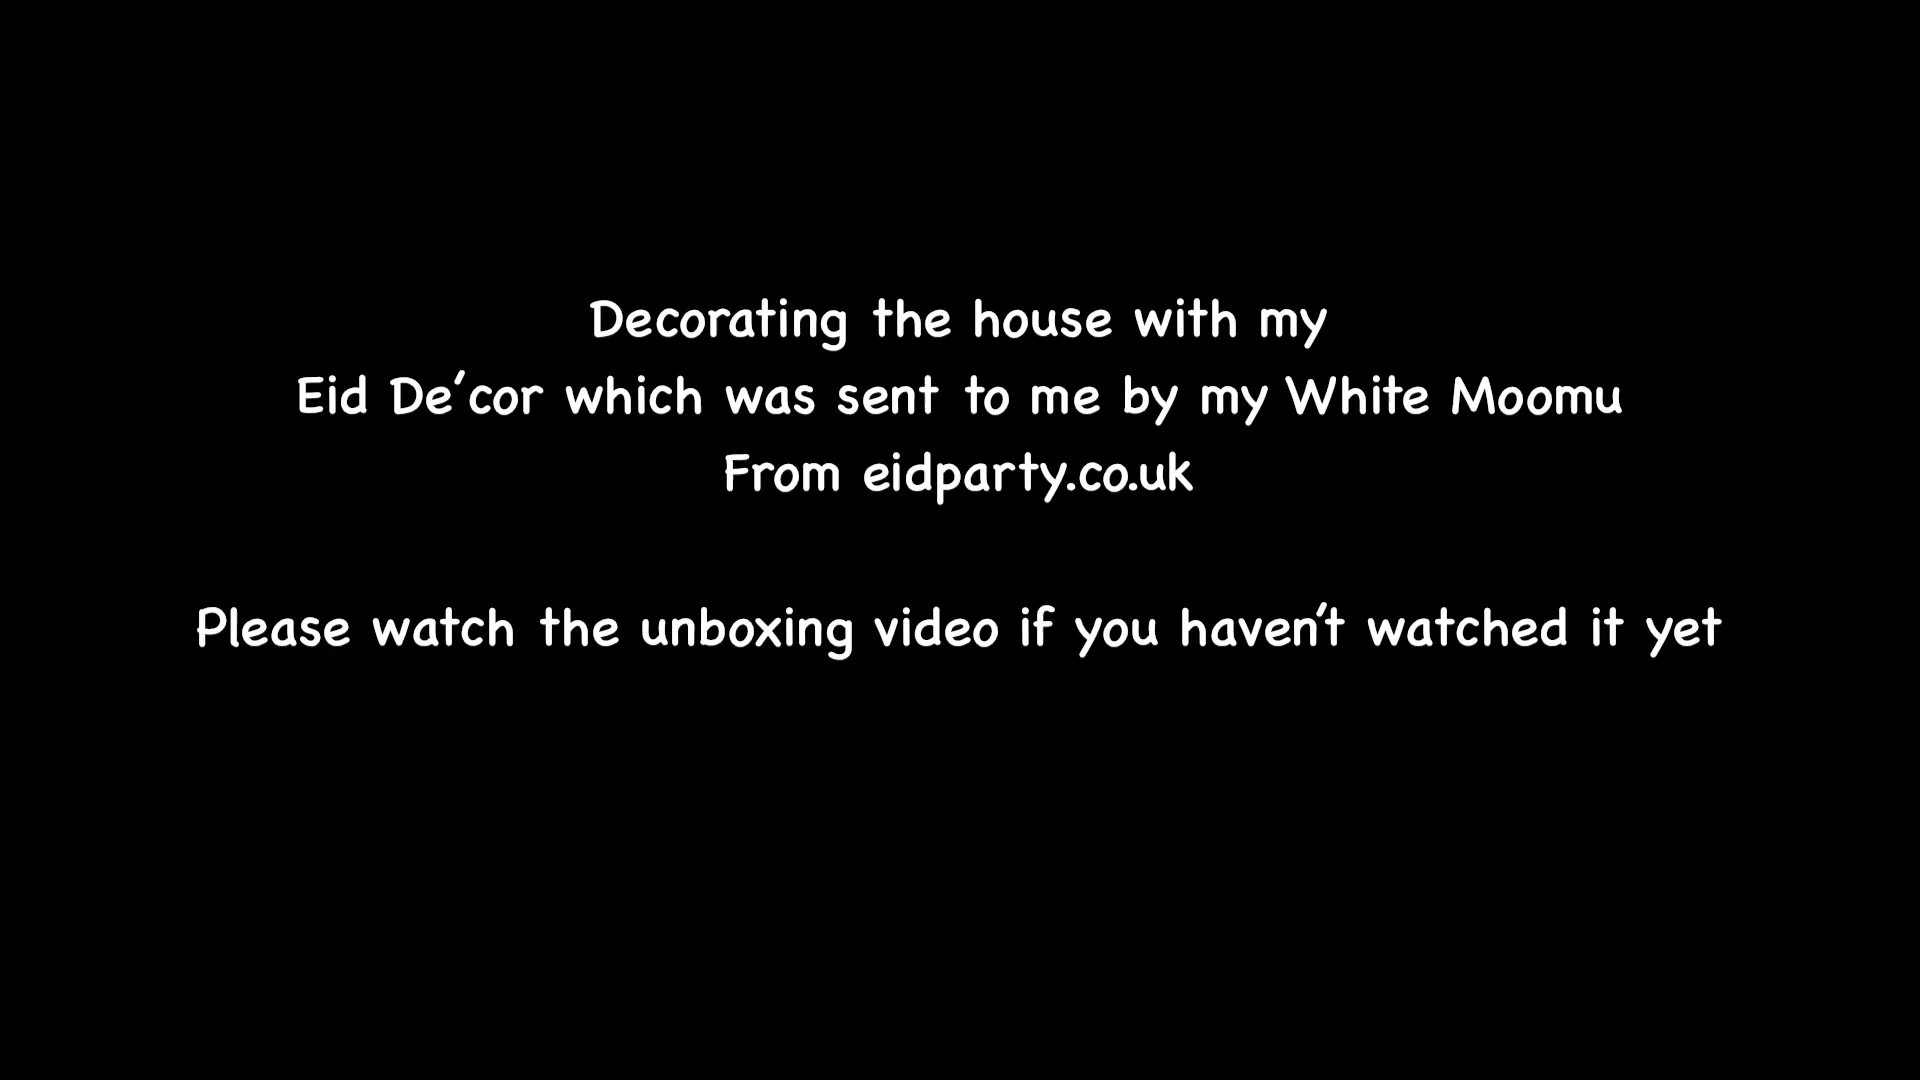 Decorating the house with my
Eid De’cor which was sent to me by my White Moomu
From eidparty.co.uk
Please watch the unboxing video if you haven’t watched it yet